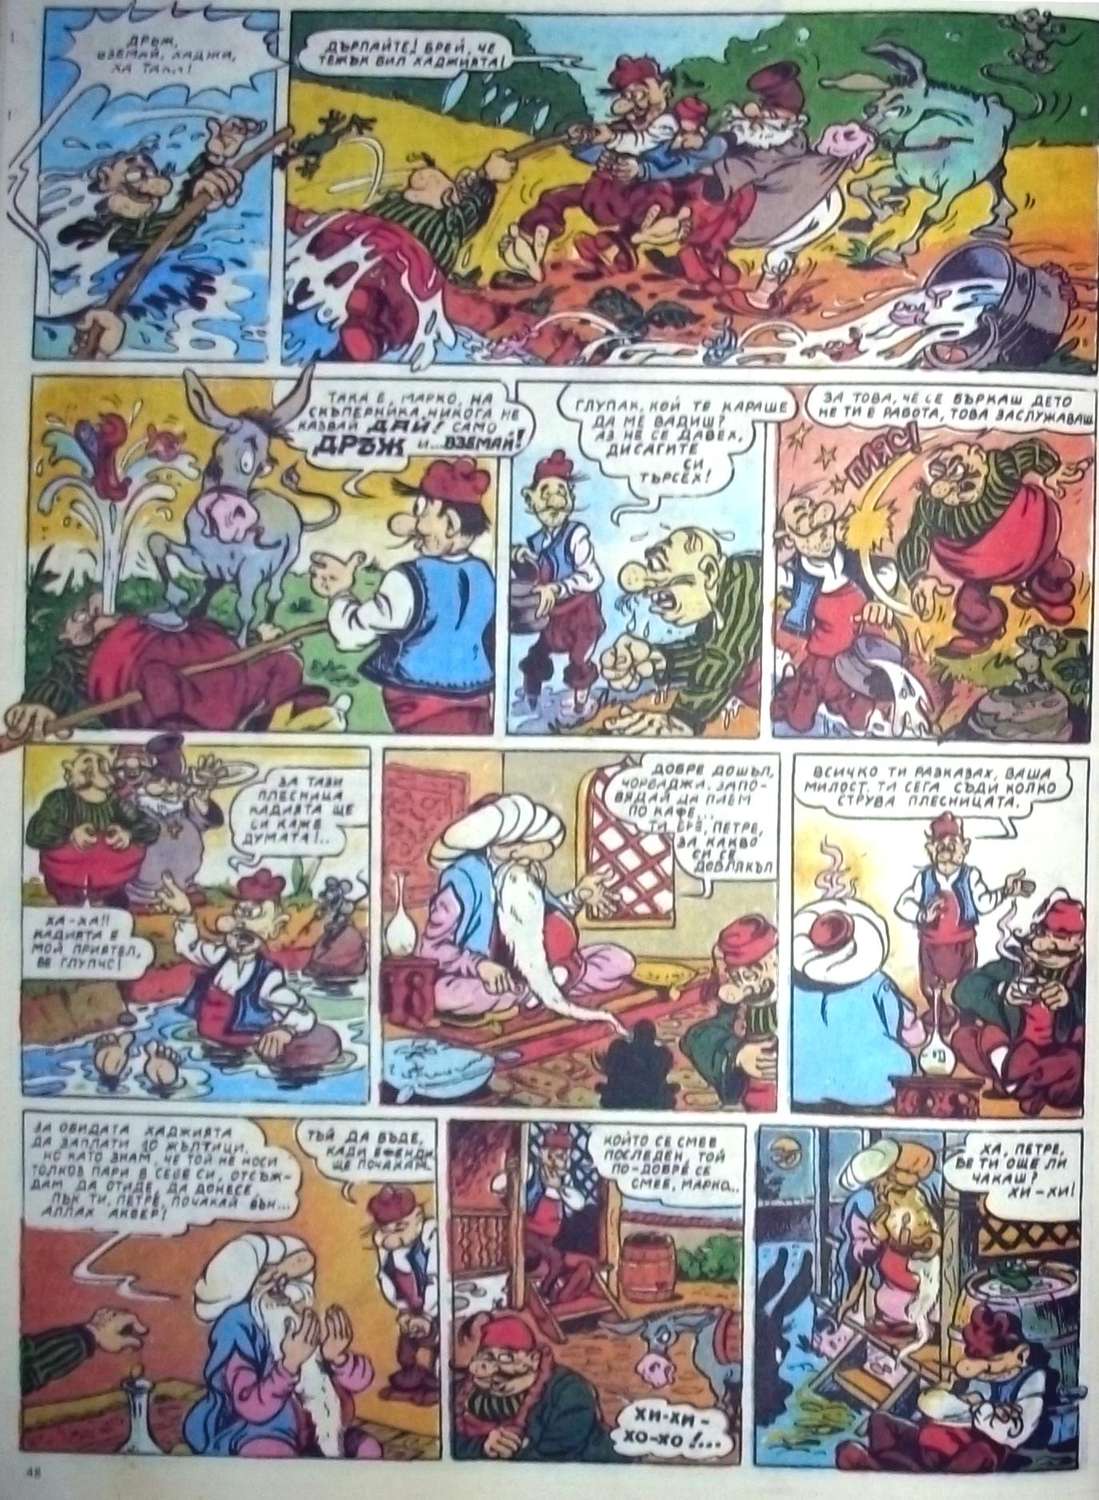 ДРЪЖ,
ВЗЕМАЙ, ХАДЖИ,
ХА ТАКА!
ДЪРПАЙТЕ! БРЕЙ, ЧЕ
ТЕЖЪК БИЛ ХАДЖИЯТА!
ТАКА Е, МАРКО, НА
СКЪПЕРНИКА НИКОГА НЕ
КАЗВАЙ ДАЙ! САМО
ДРЪЖ И... ВЗЕМАЙ!
ГЛУПАК, КОЙ ТЕ КАРАШЕ
ДА МЕ ВАДИШ?
АЗ НЕ СЕ ДАВЕХ,
ДИСАГИТЕ
СИ
ТЪРСЕХ!
ЗА ТОВА, ЧЕ СЕ БЪРКАШ ДЕТО
НЕ ТИ Е РАБОТА, ТОВА ЗАСЛУЖАВАШ
ПЛЯС!
ЗА ТАЗИ
ПЛЕСНИЦА
КАДИЯТА ЩЕ
СИ КАЖЕ
ДУМАТА!..
ХА-ХА!!
КАДИЯТА Е
МОЙ ПРИЯТЕЛ,
БЕ ГЛУПЧО!
ДОБРЕ ДОШЪЛ,
ЧОРБАДЖА. ЗАПО-
ВЯДАЙ ДА ПИЕМ
ПО КАФЕ...
ТИ БРЕ, ПЕТРЕ,
ЗА КАКВО
СИ СЕ
ДОВЛЯКЪЛ
ВСИЧКО ТИ РАЗКАЗАХ, ВАША
МИЛОСТ. ТИ СЕГА СЪДИ КОЛКО
СТРУВА ПЛЕСНИЦАТА.
ЗА ОБИДАТА ХАДЖИЯТА
ДА ЗАПЛАТИ 10 ЖЪЛТИЦИ.
НО КАТО ЗНАМ, ЧЕ ТОЙ НЕ НОСИ
ТОЛКОВ ПАРИ В СЕБЕ СИ, ОТСЪЖ-
ДАМ ДА ОТИДЕ, ДА ДОНЕСЕ
ПЪК ТИ, ПЕТРЕ, ПОЧАКАЙ ВЪН...
АЛЛАХ АКБЕР!
ТЪЙ ДА БЪДЕ,
КАДИ ЕФЕНДИ,
ЩЕ ПОЧАКАМ.
КОЙТО СЕ СМЕЕ
ПОСЛЕДЕН, ТОЙ
ПО-ДОБРЕ СЕ
СМЕЕ, МАРКО...
ХИ-ХИ-
ХО-ХО!...
ХА, ПЕТРЕ,
БЕ ТИ ОЩЕ ЛИ
ЧАКАШ?
ХИ-ХИ!
48